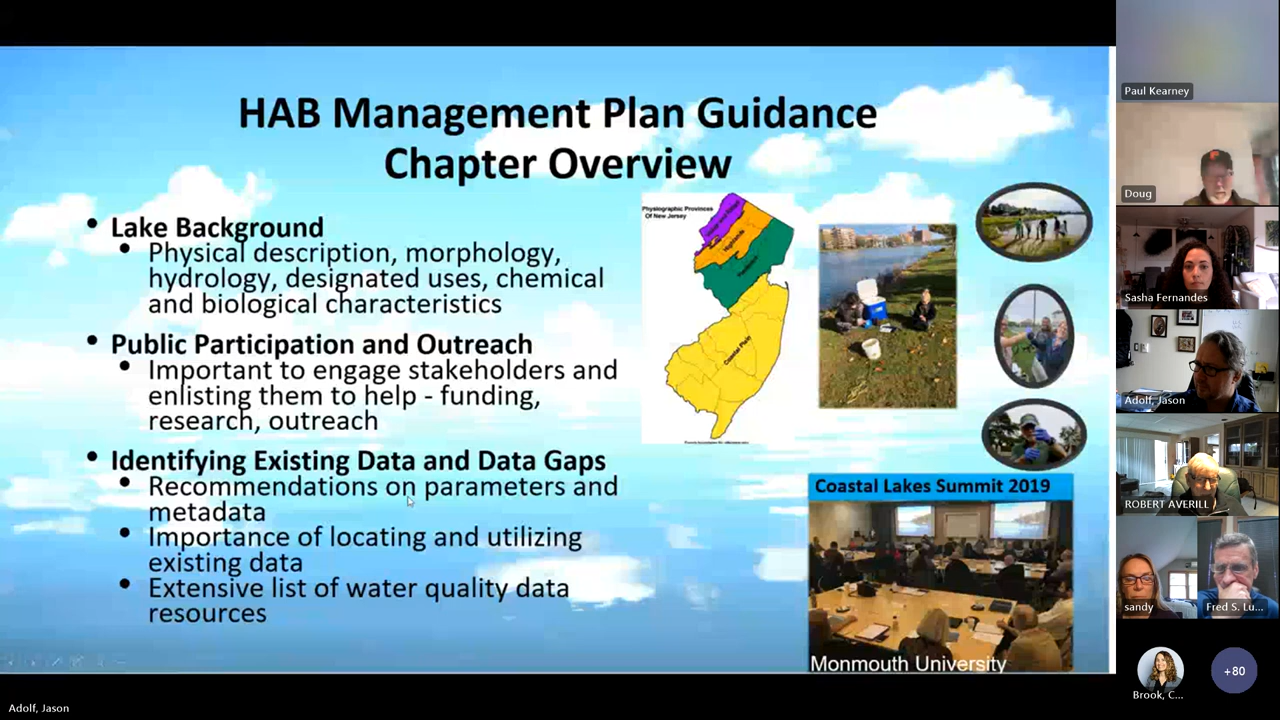 HAB Management Plan Guidance
Chapter Overview
• Lake Background
• Physical description, morphology,
hydrology, designated uses, chemical
and biological characteristics
• Public Participation and Outreach
• Important to engage stakeholders and
enlisting them to help - funding,
research, outreach
• Identifying Existing Data and Data Gaps
• Recommendations on parameters and
metadata
• Importance of locating and utilizing
existing data
• Extensive list of water quality data
resources
Physiographic Provinces
Of New Jersey
Highlands
Coastal Plain
Coastal Lakes Summit 2019
Monmouth University
Paul Kearney
Doug
Sasha Fernandes
Adolf, Jason
ROBERT AVERILL
sandy
Fred S. Lu...
Brook, C...
+80
Adolf, Jason